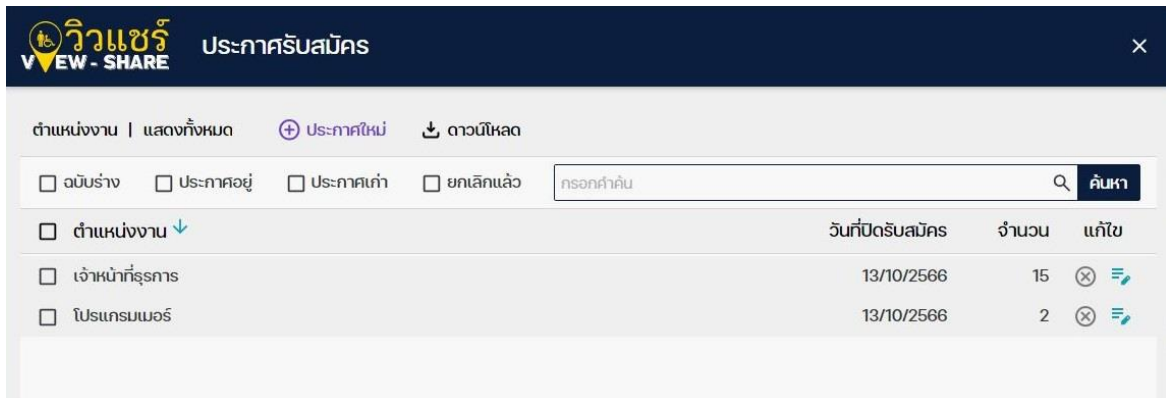 วิวแชร์ ประกาศรับสมัคร
VIEW - SHARE
ตำแหน่งงาน | แสดงทั้งหมด ประกาศใหม่ ดาวน์โหลด
ฉบับร่าง ประกาศอยู่ ประกาศเก่า ยกเลิกแล้ว กรอกคำค้น ค้นหา
ตำแหน่งงาน วันที่ปิดรับสมัคร จำนวน แก้ไข
เจ้าหน้าที่ธุรการ 13/10/2566 15
โปรแกรมเมอร์ 13/10/2566 2